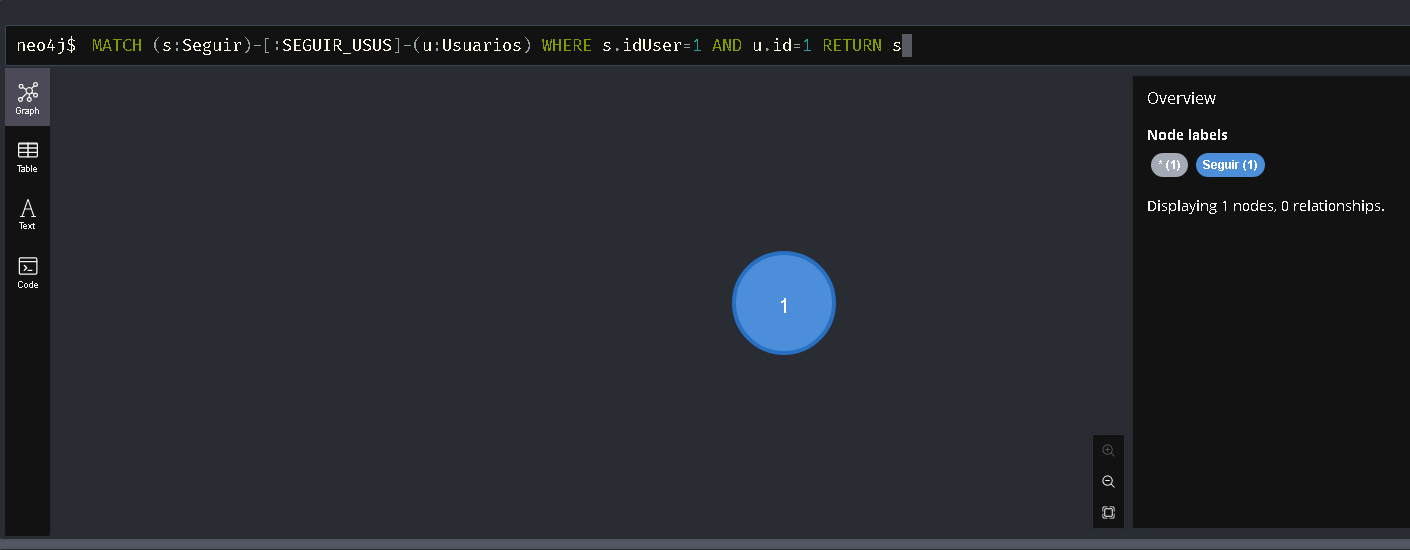 neo4j$ MATCH (s:Seguir)-[:SEGUIR_USUS]-(u:Usuarios) WHERE s.idUser=1 AND u.id=1 RETURN s
Graph
Table
A
Text
Code
1
Overview
Node labels
* (1) Seguir (1)
Displaying 1 nodes, 0 relationships.